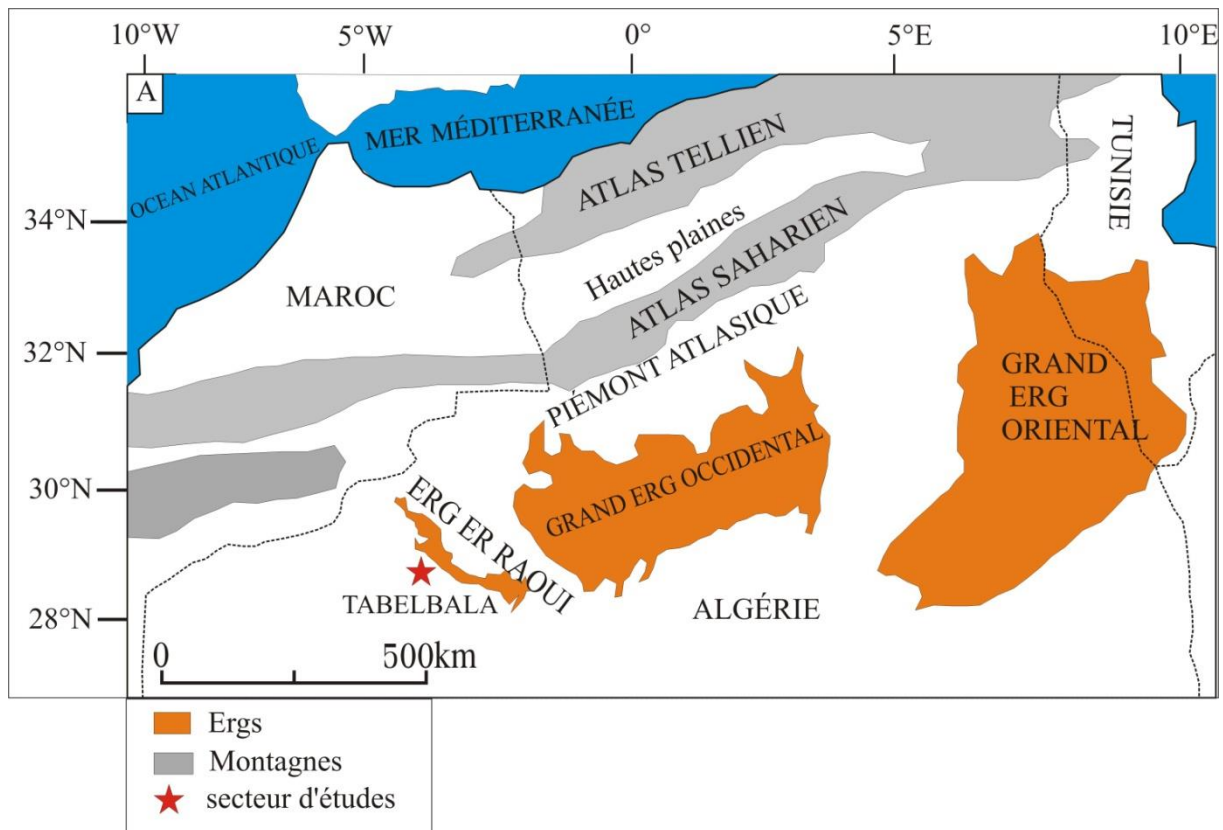 10°W
5°W
0°
5°E
10°E
A
OCEAN ATLANTIQUE
MER MÉDITERRANÉE
ATLAS TELLIEN
TUNISIE
34°N
Hautes plaines
ATLAS SAHARIEN
MAROC
PIÉMONT ATLASIQUE
32°N
GRAND
ERG
ORIENTAL
GRAND ERG OCCIDENTAL
30°N
ERG ER RAOUI
TABELBALA
ALGÉRIE
28°N
0
500km
Ergs
Montagnes
secteur d'études